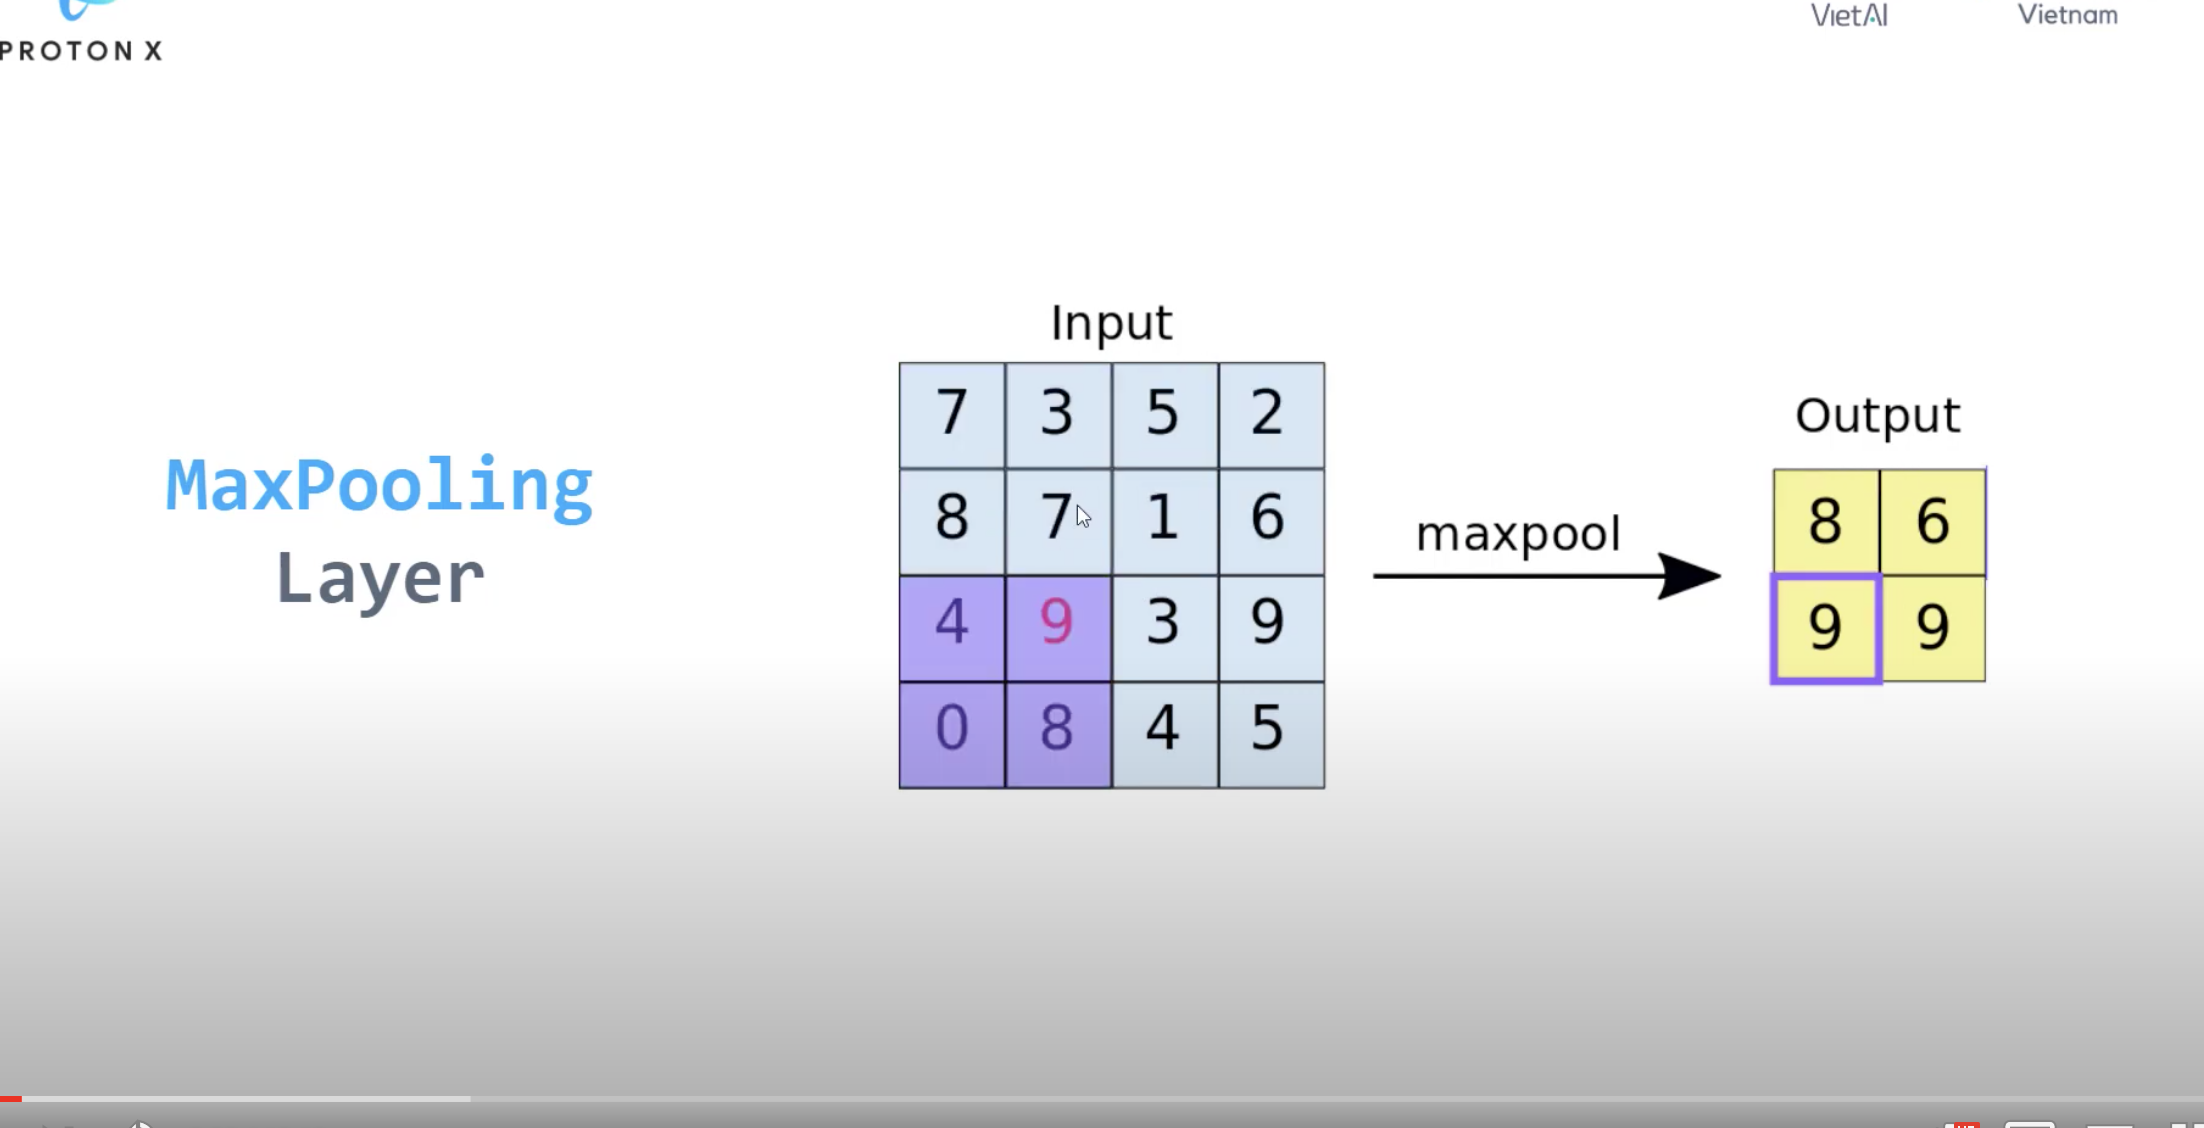 PROTON X
VietAI
Vietnam
MaxPooling
Layer
Input
7 3 5 2
8 7 1 6
4 9 3 9
0 8 4 5
maxpool
Output
8 6
9 9